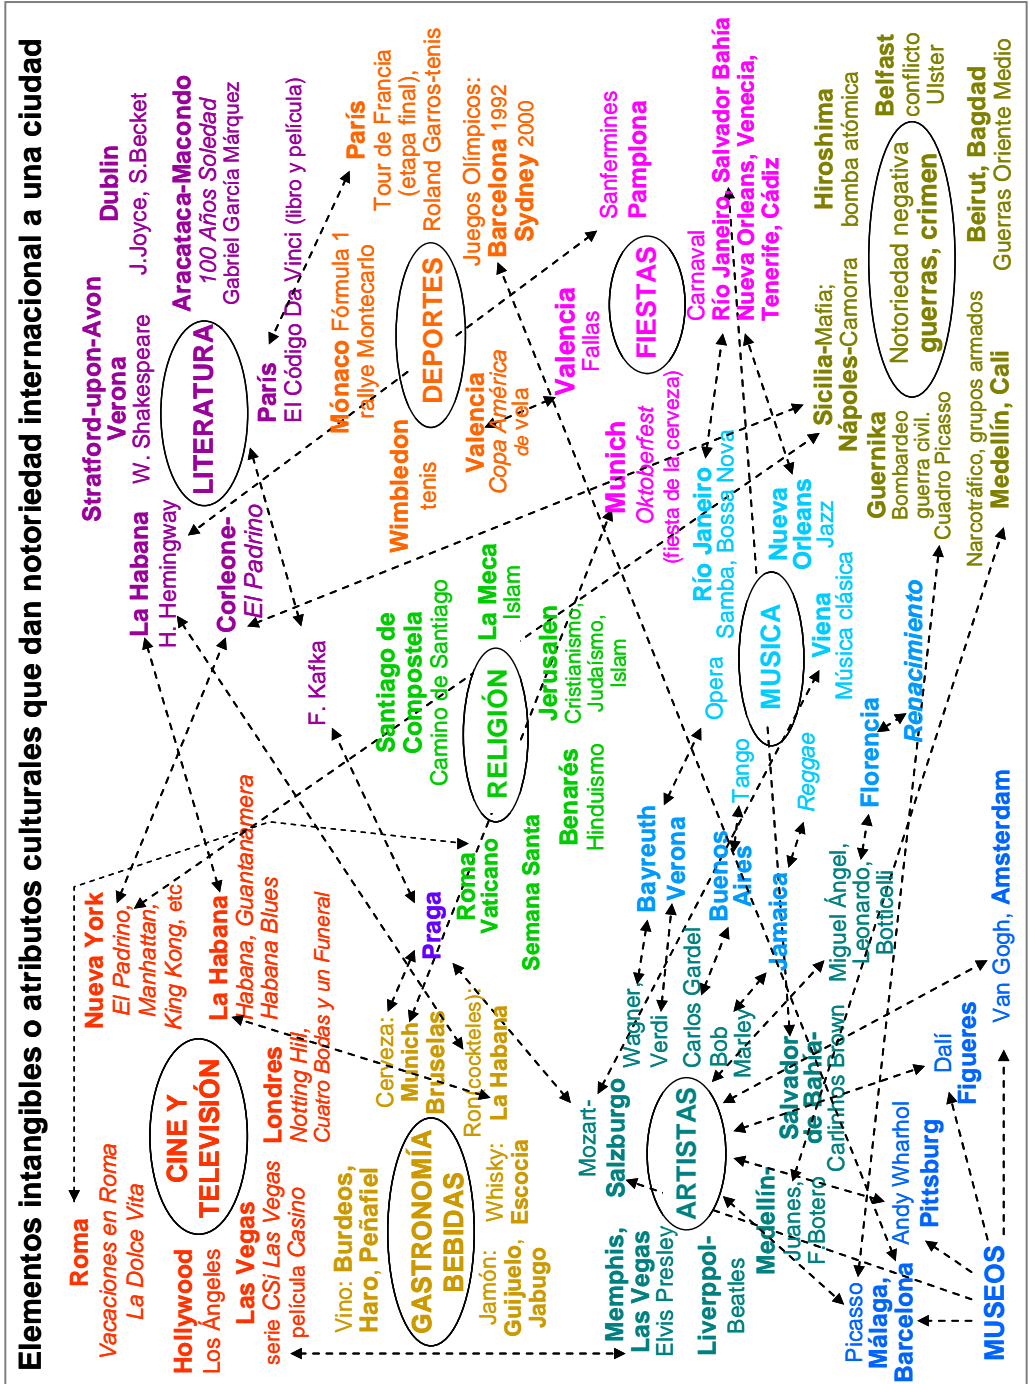 Elementos intangibles o atributos culturales que dan notoriedad internacional a una ciudad
Roma
Vacaciones en Roma
La Dolce Vita
Hollywood
Los Ángeles
Las Vegas
serie CSi Las Vegas
película Casino
CINE Y
TELEVISIÓN
Nueva York
El Padrino,
Manhattan,
King Kong, etc
La Habana
Habana, Guantanamera
Habana Blues
Londres
Notting Hill,
Cuatro Bodas y un Funeral
La Habana
H. Hemingway
Corleone-
El Padrino
F. Kafka
Stratford-upon-Avon
Verona
W. Shakespeare
LITERATURA
Dublin
J.Joyce, S.Becket
Aracataca-Macondo
100 Años Soledad
Gabriel García Márquez
París
El Código Da Vinci (libro y película)
Vino: Burdeos,
Haro, Peñafiel
GASTRONOMÍA
BEBIDAS
Cerveza:
Munich
Bruselas
Ron(cockteles):
La Habana
Jamón:
Guijuelo,
Jabugo
Whisky:
Escocia
Praga
Santiago de
Compostela
Camino de Santiago
RELIGIÓN
La Meca
Islam
Jerusalen
Cristianismo,
Judaísmo,
Islam
Roma
Vaticano
Semana Santa
Benarés
Hinduismo
Mónaco Fórmula 1
rallye Montecarlo
Wimbledon
tenis
DEPORTES
Valencia
Copa América
de vela
París
Tour de Francia
(etapa final),
Roland Garros-tenis
Juegos Olímpicos:
Barcelona 1992
Sydney 2000
Valencia
Fallas
Sanfermines
Pamplona
FIESTAS
Munich
Oktoberfest
(fiesta de la cerveza)
Carnaval
Río Janeiro, Salvador Bahía
Nueva Orleans, Venecia,
Tenerife, Cádiz
Memphis,
Las Vegas
Elvis Presley
Liverppol-
Beatles
Mozart-
Salzburgo
ARTISTAS
Medellín-
Juanes,
F.Botero
Wagner,
Verdi
Carlos Gardel
Bob
Marley
Salvador
de Bahía-
Carlinhos Brown
Bayreuth
Verona
Buenos
Aires
Jamaica
Opera
Tango
Reggae
MUSICA
Río Janeiro
Samba, Bossa Nova
Nueva
Orleans
Jazz
Viena
Música clásica
Miguel Ángel,
Leonardo,
Botticelli
Florencia
Renacimiento
Picasso
Málaga,
Barcelona
Andy Wharhol
Pittsburg
Dalí
Figueres
Van Gogh, Amsterdam
MUSEOS
Sicilia-Mafia;
Nápoles-Camorra
Hiroshima
bomba atómica
Guernika
Bombardeo
guerra civil.
Cuadro Picasso
Notoriedad negativa
guerras, crimen
Belfast
conflicto
Ulster
Narcotráfico, grupos armados
Medellín, Cali
Beirut, Bagdad
Guerras Oriente Medio